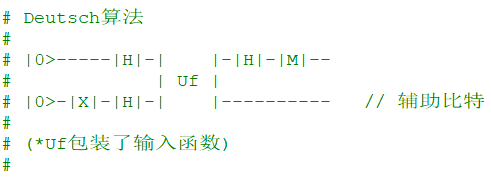 # Deutsch算法
#
# |0>-----|H|-|    |-|H|-|M|--
#             | Uf |
# |0>-|X|-|H|-|    |----------   // 辅助比特
#
# (*Uf包装了输入函数)
#